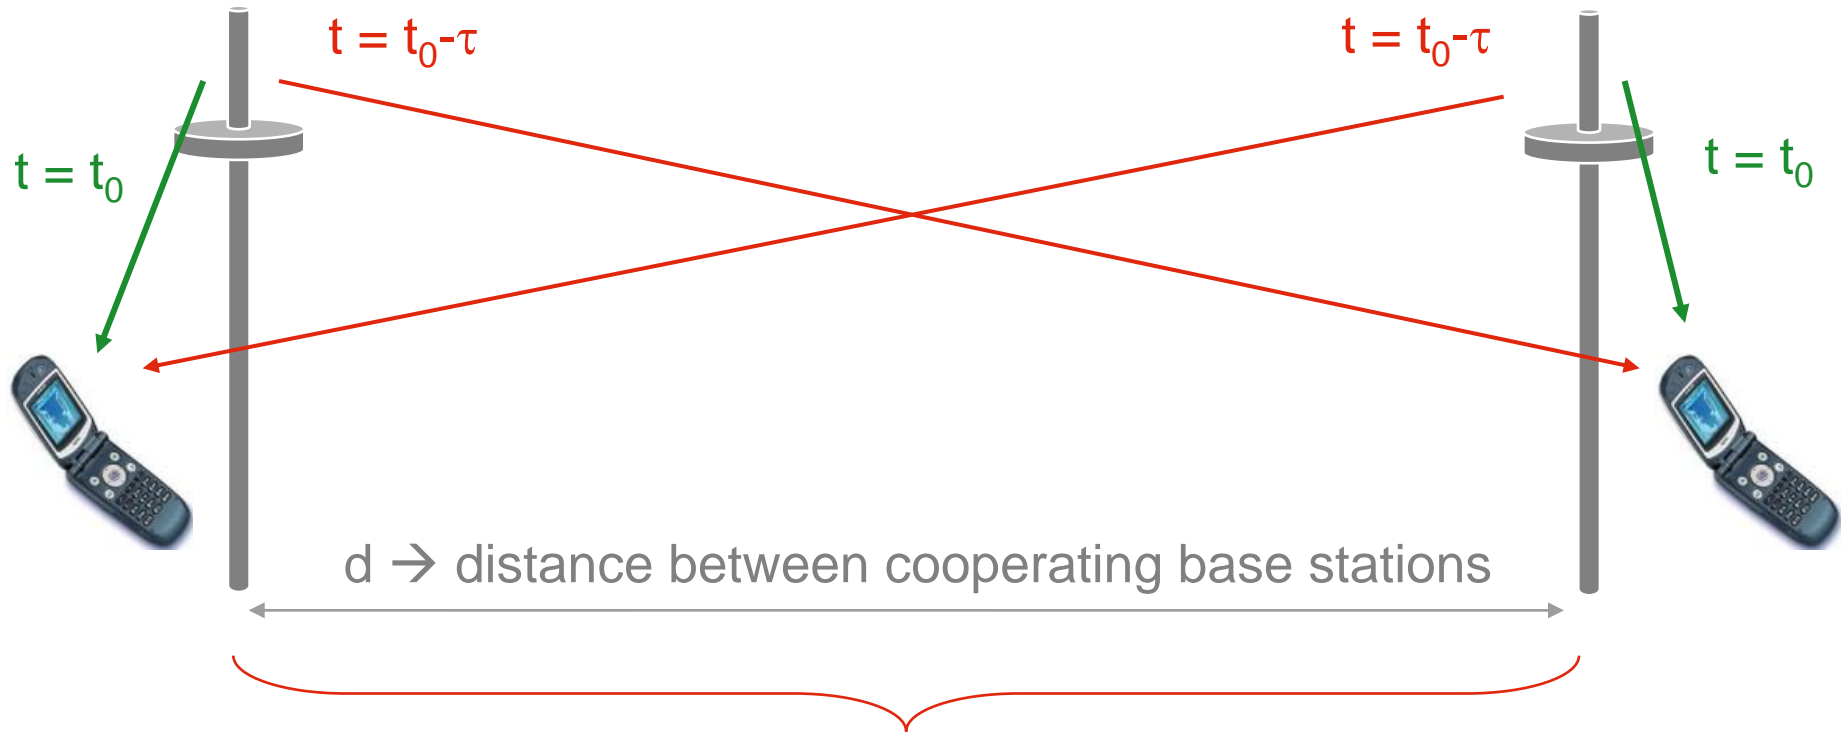 t = t₀-τ
t = t₀-τ
t = t₀
t = t₀
d → distance between cooperating base stations